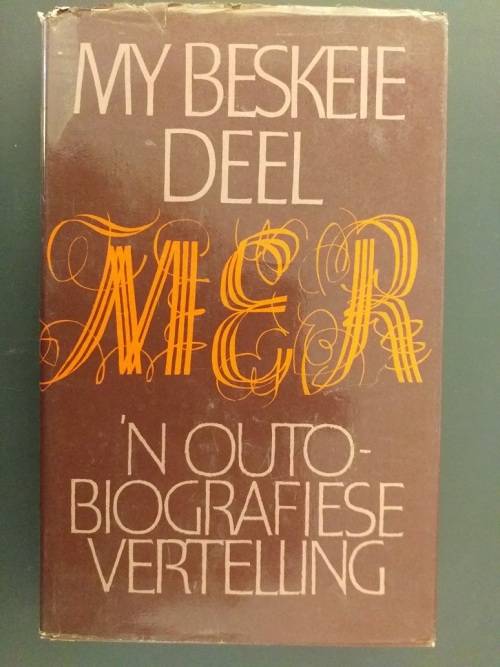 MY BESKEIE
DEEL
MER
'N OUTO-
BIOGRAFIESE
VERTELLING